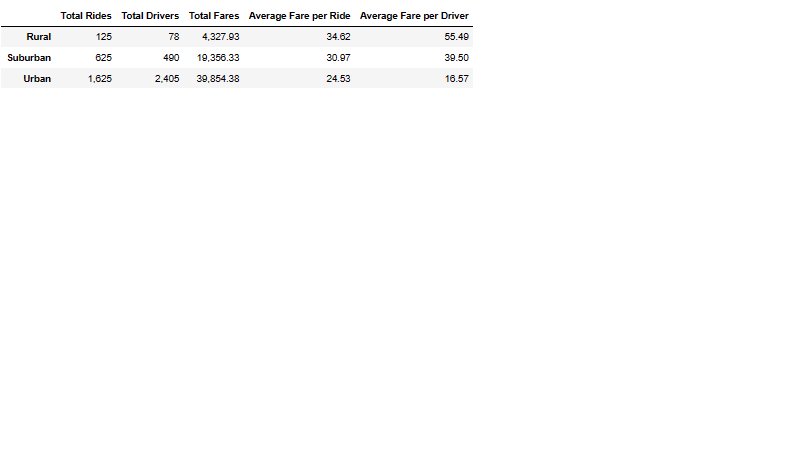 Total Rides Total Drivers Total Fares Average Fare per Ride Average Fare per Driver
Rural 125 78 4,327.93 34.62 55.49
Suburban 625 490 19,356.33 30.97 39.50
Urban 1,625 2,405 39,854.38 24.53 16.57